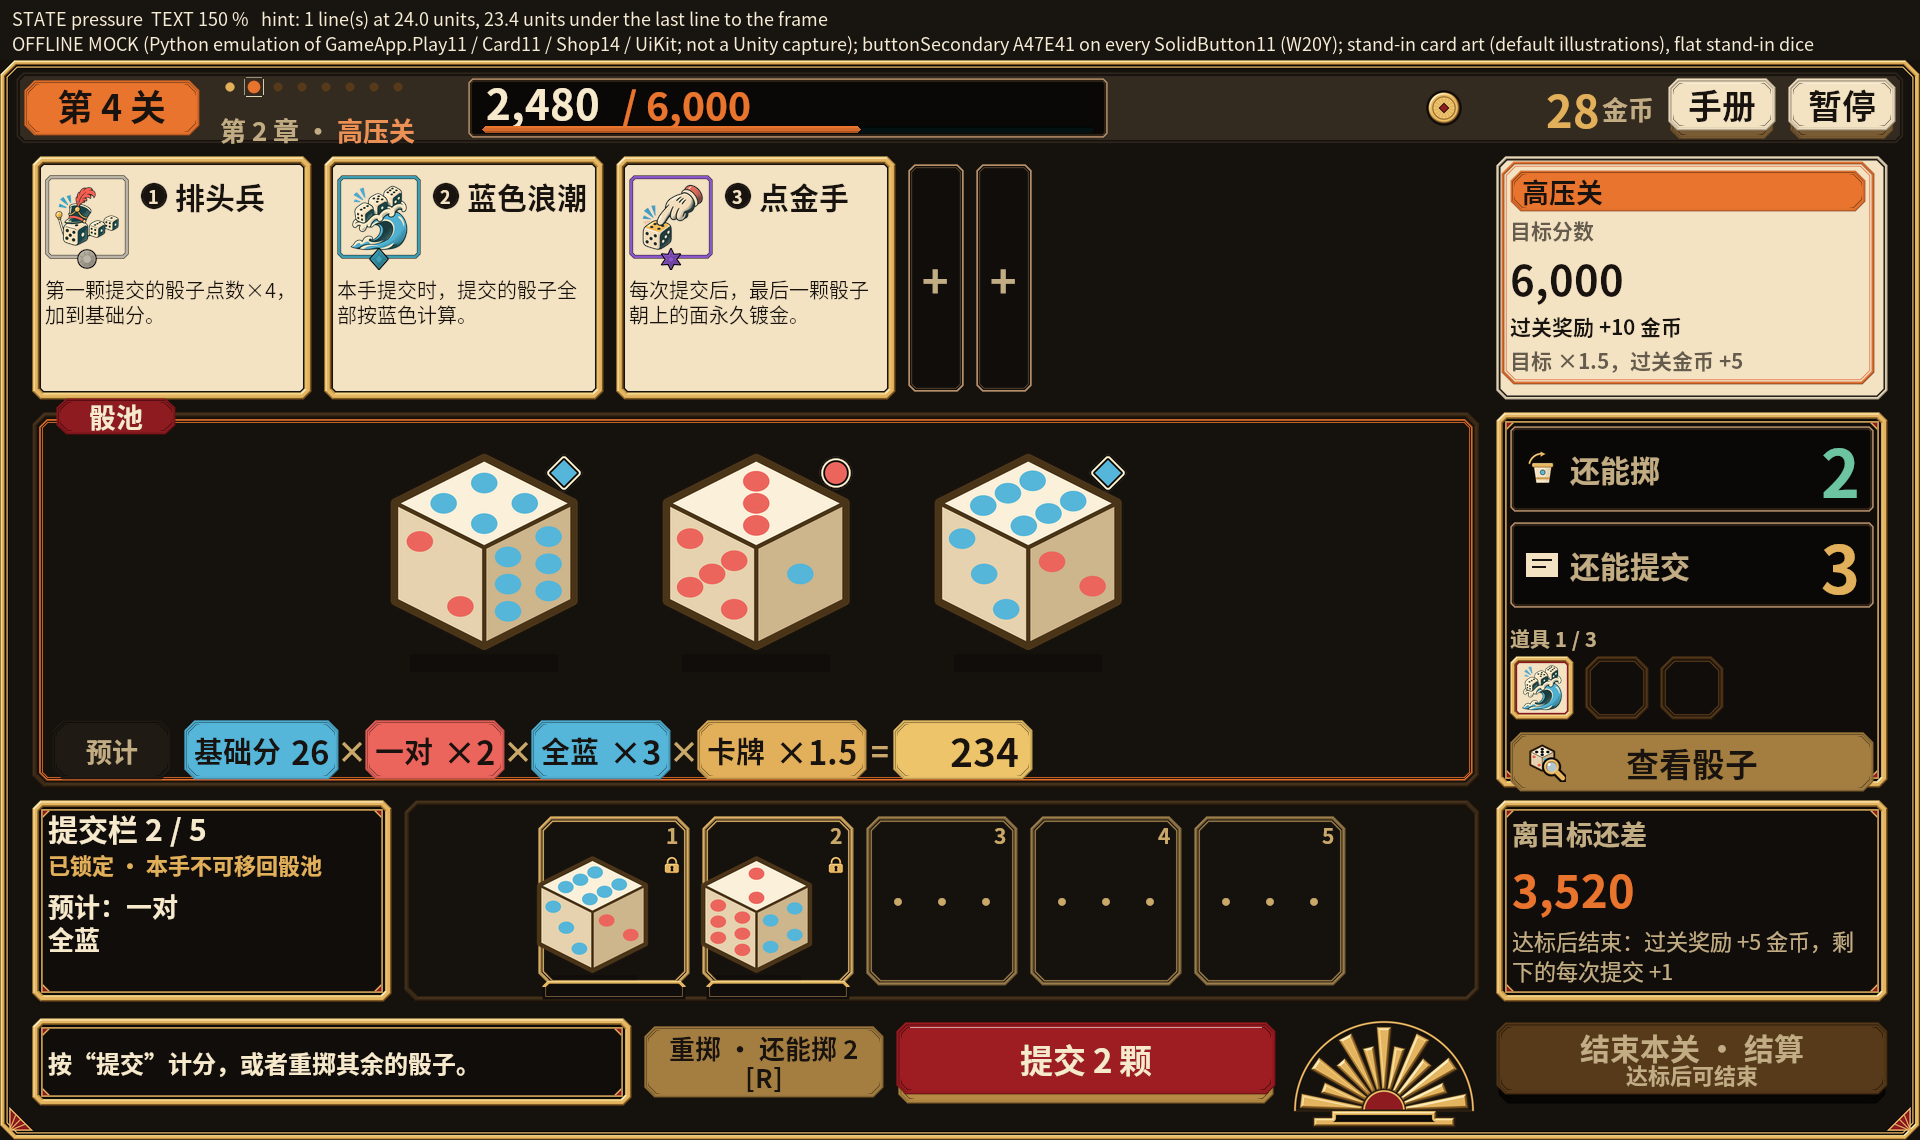 STATE pressure  TEXT 150 %   hint: 1 line(s) at 24.0 units, 23.4 units under the last line to the frame
OFFLINE MOCK (Python emulation of GameApp.Play11 / Card11 / Shop14 / UiKit; not a Unity capture); buttonSecondary A47E41 on every SolidButton11 (W20Y); stand-in card art (default illustrations), flat stand-in dice
第 4 关
第 2 章 · 高压关
2,480 / 6,000
28金币
手册
暂停
❶ 排头兵
第一颗提交的骰子点数×4，
加到基础分。
❷ 蓝色浪潮
本手提交时，提交的骰子全
部按蓝色计算。
❸ 点金手
每次提交后，最后一颗骰子
朝上的面永久镀金。
+
+
高压关
目标分数
6,000
过关奖励 +10 金币
目标 ×1.5，过关金币 +5
骰池
还能掷 2
还能提交 3
道具 1 / 3
查看骰子
预计 基础分 26 × 一对 ×2 × 全蓝 ×3 × 卡牌 ×1.5 = 234
提交栏 2 / 5
已锁定 · 本手不可移回骰池
预计：一对
全蓝
1
2
3
4
5
离目标还差
3,520
达标后结束：过关奖励 +5 金币，剩
下的每次提交 +1
按“提交”计分，或者重掷其余的骰子。
重掷 · 还能掷 2
[R]
提交 2 颗
结束本关 · 结算
达标后可结束